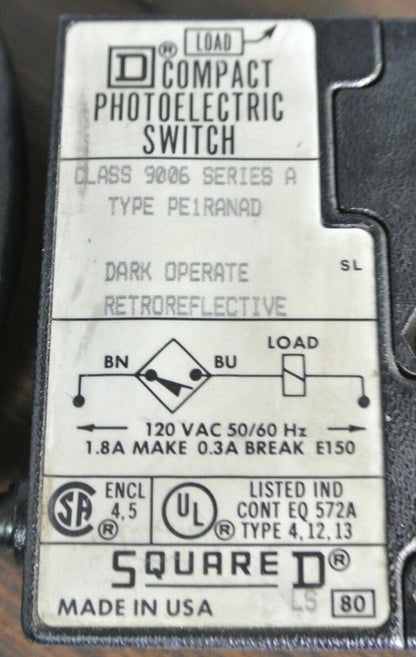 LOAD
D® COMPACT
PHOTOELECTRIC
SWITCH
CLASS 9006 SERIES A
TYPE PE1RANAD
SL
DARK OPERATE
RETROREFLECTIVE
LOAD
BN BU
120 VAC 50/60 Hz
1.8A MAKE 0.3A BREAK E150
SA ® ENCL 4,5
UL ® LISTED IND
CONT EQ 572A
TYPE 4,12,13
SQUARE D®
MADE IN USA LS 80